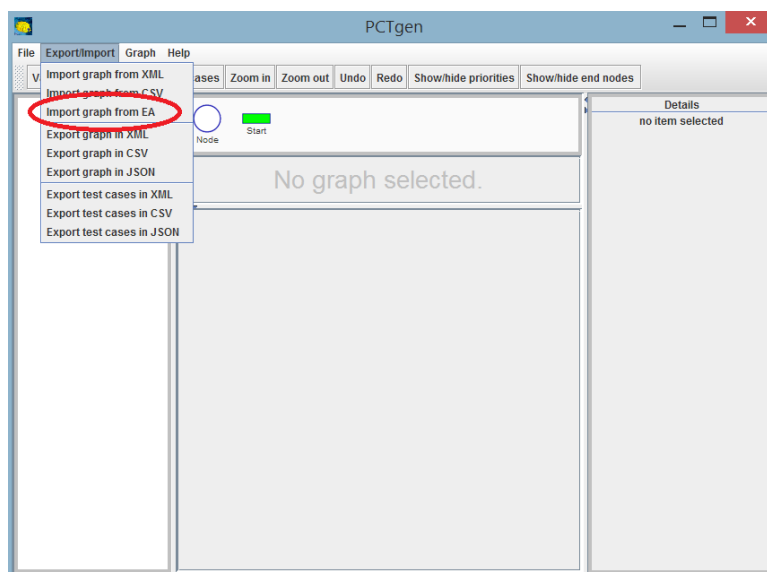 PCTgen
File Export/Import Graph Help
V ases Zoom in Zoom out Undo Redo Show/hide priorities Show/hide end nodes
Import graph from XML
Import graph from CSV
Import graph from EA
Export graph in XML
Export graph in CSV
Export graph in JSON
Export test cases in XML
Export test cases in CSV
Export test cases in JSON
Node Start
No graph selected.
Details
no item selected